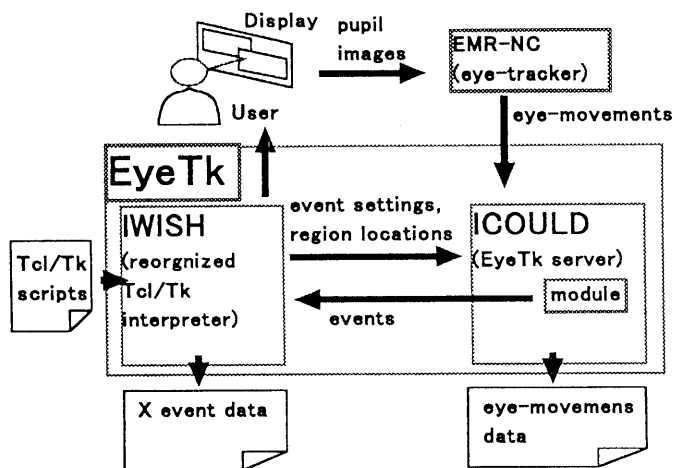 Display
pupil
images
EMR-NC
(eye-tracker)
User
eye-movements
EyeTk
IWISH
(reorgnized
Tcl/Tk
interpreter)
event settings,
region locations
ICOULD
(EyeTk server)
module
Tcl/Tk
scripts
events
X event data
eye-movemens
data